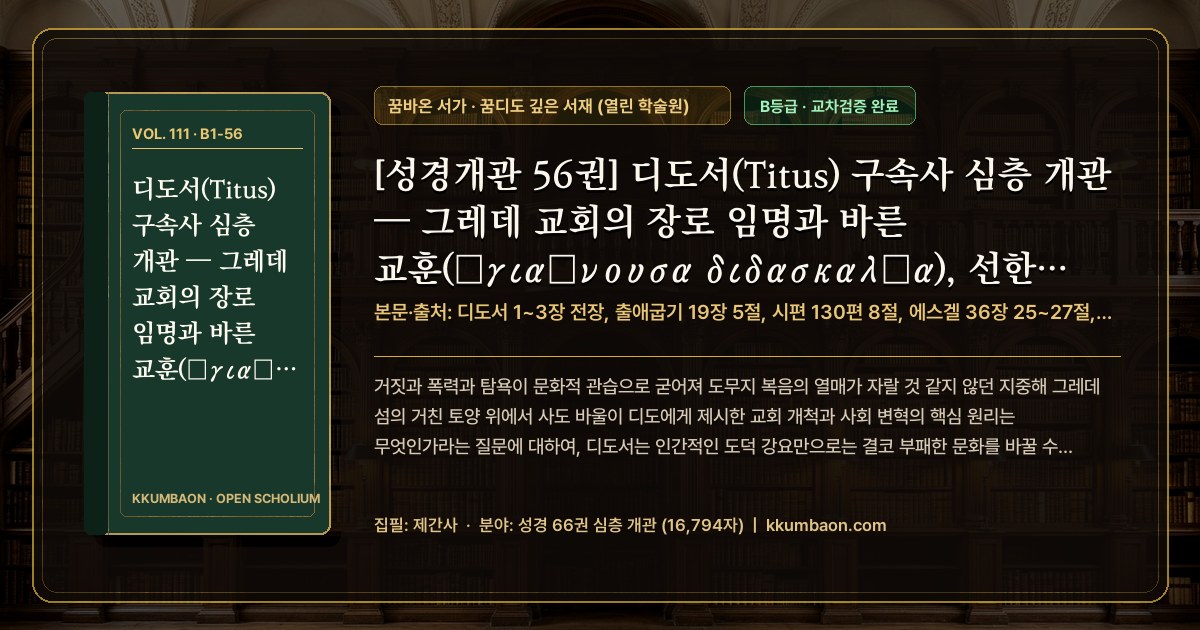 VOL. 111 · B1-56
디도서(Titus)
구속사 심층
개관 — 그레데
교회의 장로
임명과 바른
교훈(□για□…
KKUMBAON · OPEN SCHOLIUM
꿈바온 서가 · 꿈디도 깊은 서재 (열린 학술원)
B등급 · 교차검증 완료
[성경개관 56권] 디도서(Titus) 구속사 심층 개관
— 그레데 교회의 장로 임명과 바른
교훈(□για□νουσα διδασκαλ□α), 선한…
본문·출처: 디도서 1~3장 전장, 출애굽기 19장 5절, 시편 130편 8절, 에스겔 36장 25~27절,...
거짓과 폭력과 탐욕이 문화적 관습으로 굳어져 도무지 복음의 열매가 자랄 것 같지 않던 지중해 그레데
섬의 거친 토양 위에서 사도 바울이 디도에게 제시한 교회 개척과 사회 변혁의 핵심 원리는
무엇인가라는 질문에 대하여, 디도서는 인간적인 도덕 강요만으로는 결코 부패한 문화를 바꿀 수...
집필: 제간사 · 분야: 성경 66권 심층 개관 (16,794자) | kkumbaon.com